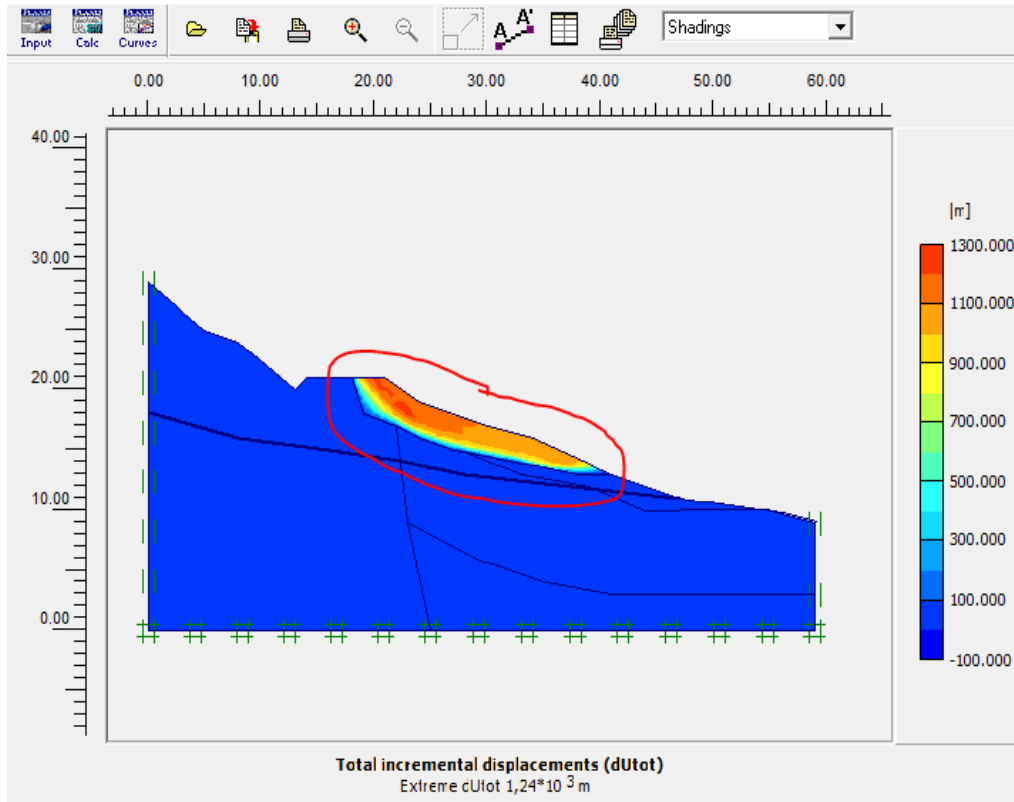 Input Calc Curves Shadings
0.00 10.00 20.00 30.00 40.00 50.00 60.00
40.00
30.00
20.00
10.00
0.00
[m]
1300.000
1100.000
900.000
700.000
500.000
300.000
100.000
-100.000
A A'
Total incremental displacements (dUtot)
Extreme dUtot 1,24*10 3 m